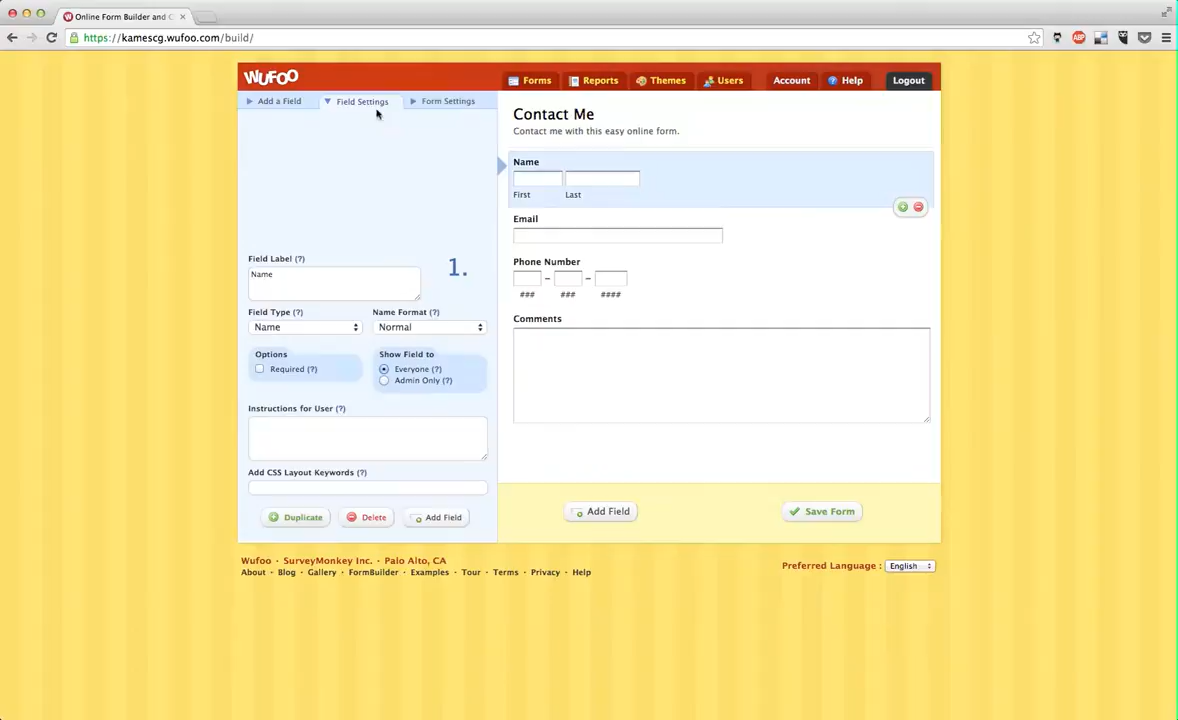 Online Form Builder and C
https://kamescg.wufoo.com/build/
ABP
WUFOO
Forms Reports Themes Users Account Help Logout
Add a Field Field Settings Form Settings
Contact Me
Contact me with this easy online form.
Name
First Last
Email
Phone Number
– –
### ### ####
Comments
Field Label (?)
1.
Name
Field Type (?) Name Format (?)
Name Normal
Options Show Field to
Required (?) Everyone (?)
Admin Only (?)
Instructions for User (?)
Add CSS Layout Keywords (?)
Duplicate Delete Add Field
Add Field Save Form
Wufoo · SurveyMonkey Inc. · Palo Alto, CA
About · Blog · Gallery · FormBuilder · Examples · Tour · Terms · Privacy · Help
Preferred Language : English